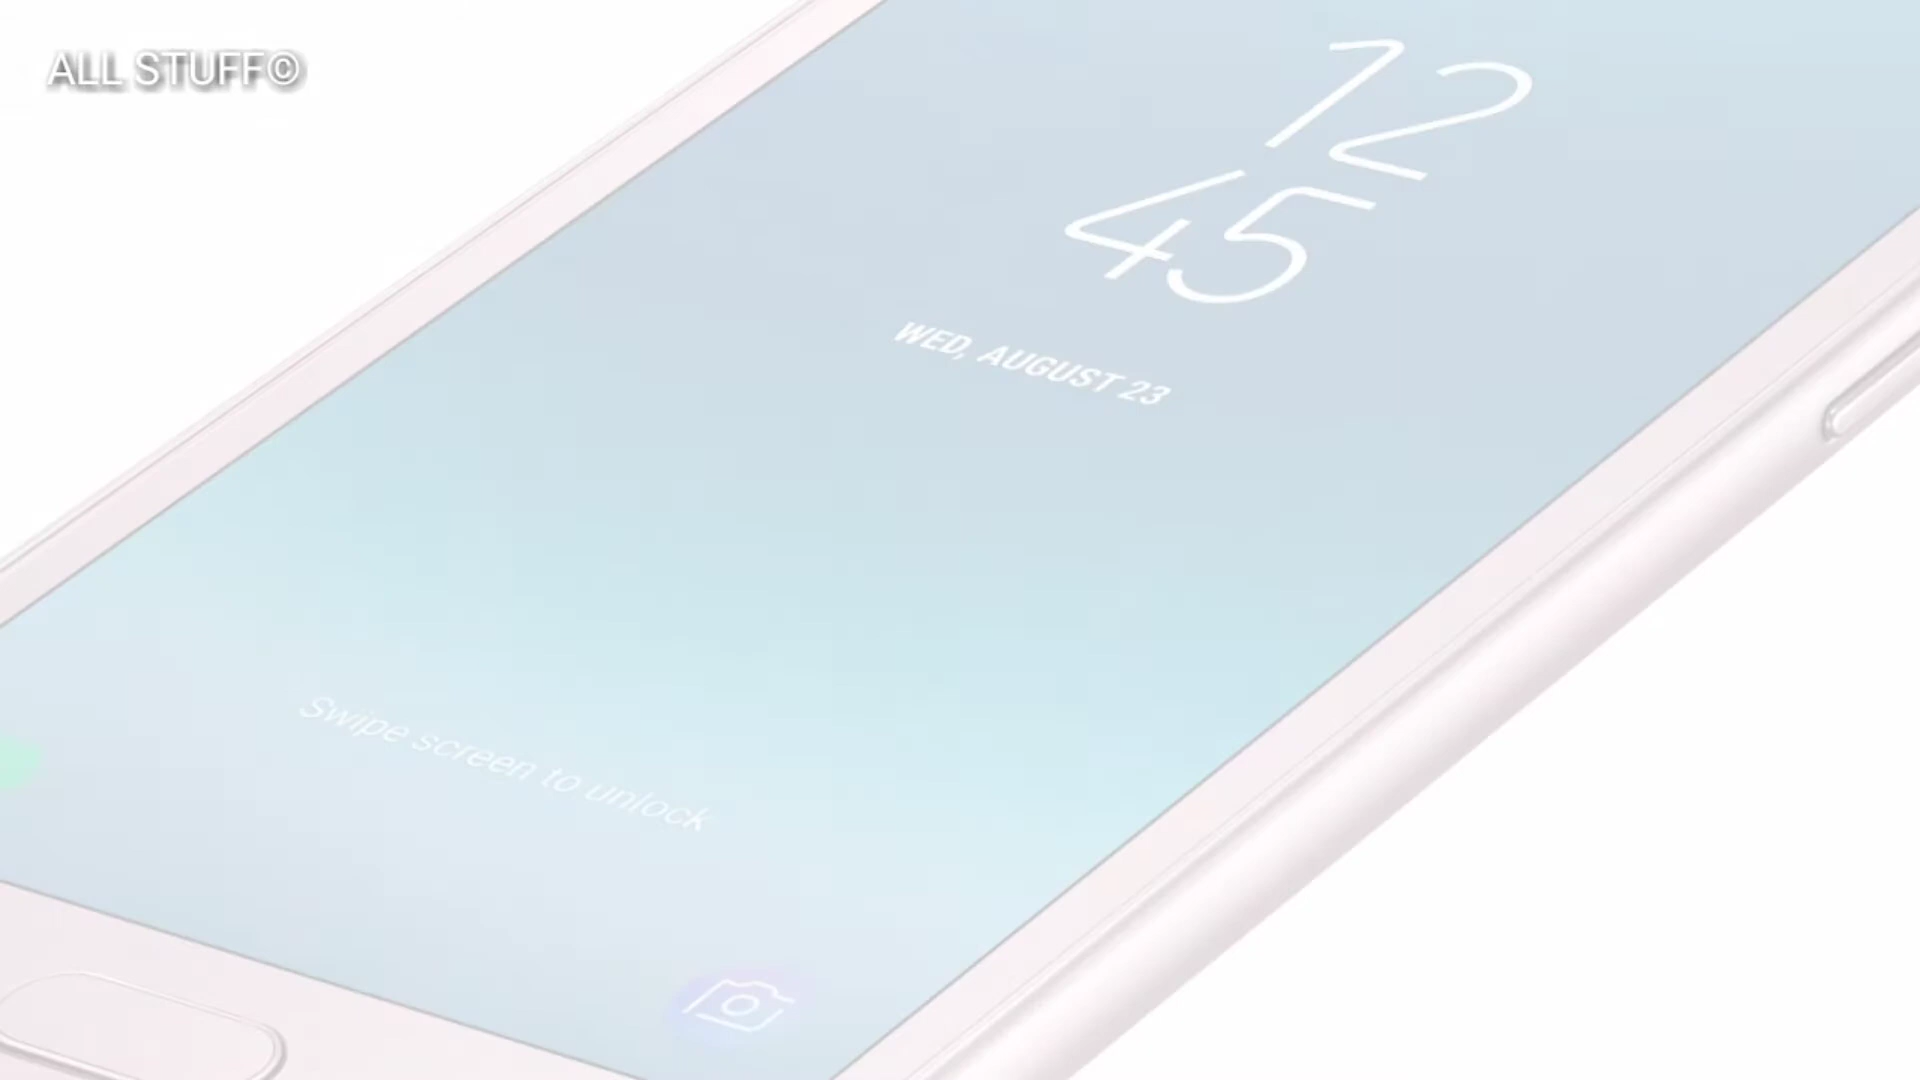 ALL STUFF©
12
45
WED, AUGUST 23
Swipe screen to unlock